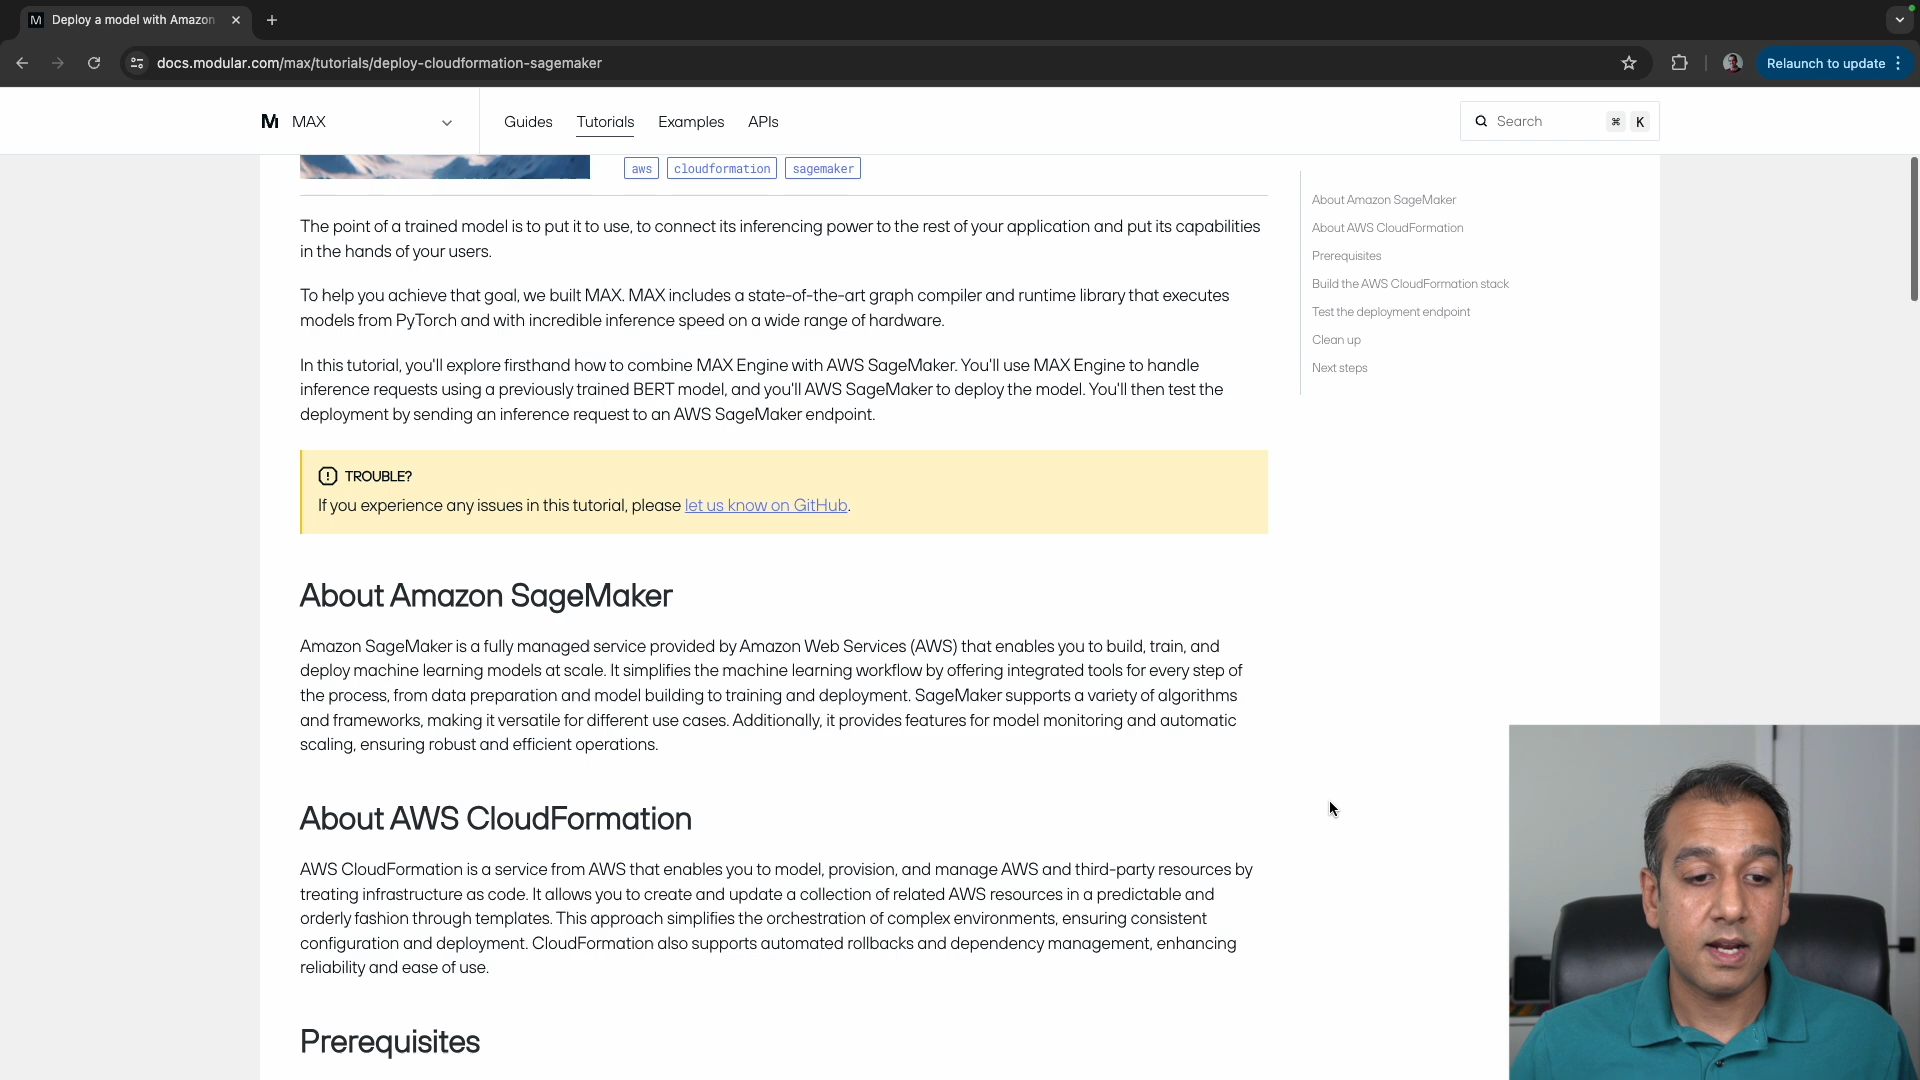 M Deploy a model with Amazon
docs.modular.com/max/tutorials/deploy-cloudformation-sagemaker
Relaunch to update
M MAX
Guides Tutorials Examples APIs
Search ⌘ K
aws cloudformation sagemaker
The point of a trained model is to put it to use, to connect its inferencing power to the rest of your application and put its capabilities
in the hands of your users.
To help you achieve that goal, we built MAX. MAX includes a state-of-the-art graph compiler and runtime library that executes
models from PyTorch and with incredible inference speed on a wide range of hardware.
In this tutorial, you'll explore firsthand how to combine MAX Engine with AWS SageMaker. You'll use MAX Engine to handle
inference requests using a previously trained BERT model, and you'll AWS SageMaker to deploy the model. You'll then test the
deployment by sending an inference request to an AWS SageMaker endpoint.
TROUBLE?
If you experience any issues in this tutorial, please let us know on GitHub.
About Amazon SageMaker
Amazon SageMaker is a fully managed service provided by Amazon Web Services (AWS) that enables you to build, train, and
deploy machine learning models at scale. It simplifies the machine learning workflow by offering integrated tools for every step of
the process, from data preparation and model building to training and deployment. SageMaker supports a variety of algorithms
and frameworks, making it versatile for different use cases. Additionally, it provides features for model monitoring and automatic
scaling, ensuring robust and efficient operations.
About AWS CloudFormation
AWS CloudFormation is a service from AWS that enables you to model, provision, and manage AWS and third-party resources by
treating infrastructure as code. It allows you to create and update a collection of related AWS resources in a predictable and
orderly fashion through templates. This approach simplifies the orchestration of complex environments, ensuring consistent
configuration and deployment. CloudFormation also supports automated rollbacks and dependency management, enhancing
reliability and ease of use.
Prerequisites
About Amazon SageMaker
About AWS CloudFormation
Prerequisites
Build the AWS CloudFormation stack
Test the deployment endpoint
Clean up
Next steps